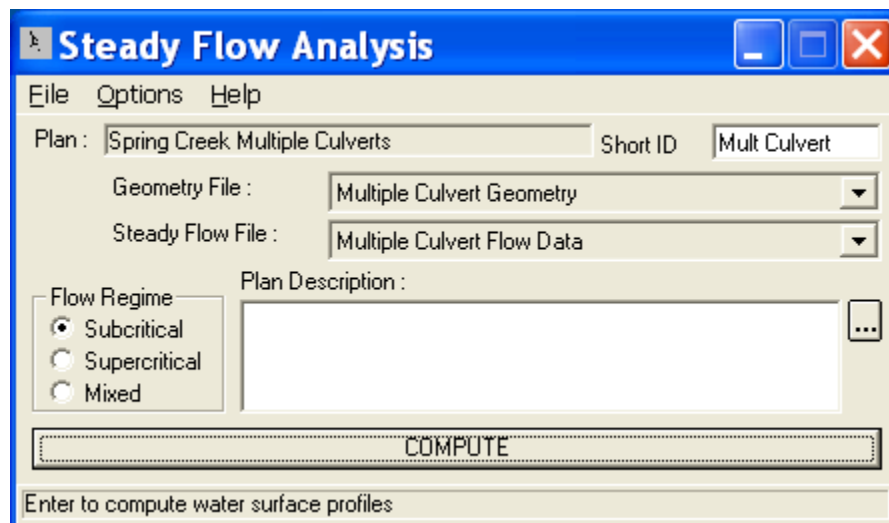 Steady Flow Analysis
File Options Help
Plan : Spring Creek Multiple Culverts Short ID Mult Culvert
Geometry File : Multiple Culvert Geometry
Steady Flow File : Multiple Culvert Flow Data
Plan Description :
Flow Regime
Subcritical
Supercritical
Mixed
...
COMPUTE
Enter to compute water surface profiles